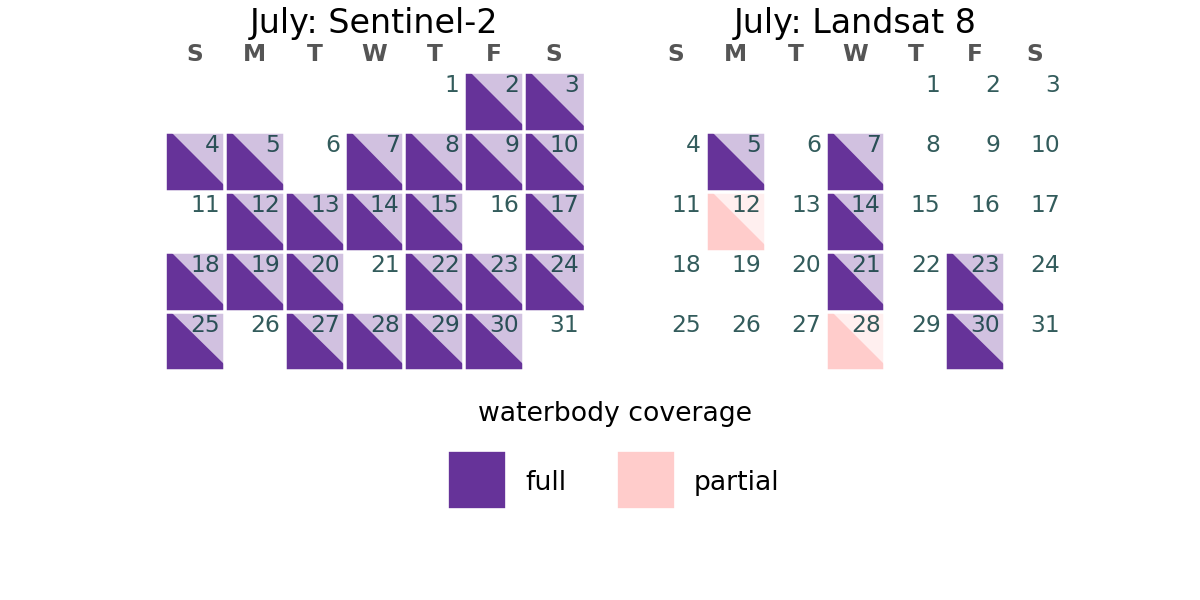 July: Sentinel-2
S M T W T F S
1 2 3
4 5 6 7 8 9 10
11 12 13 14 15 16 17
18 19 20 21 22 23 24
25 26 27 28 29 30 31
July: Landsat 8
S M T W T F S
1 2 3
4 5 6 7 8 9 10
11 12 13 14 15 16 17
18 19 20 21 22 23 24
25 26 27 28 29 30 31
waterbody coverage
full
partial